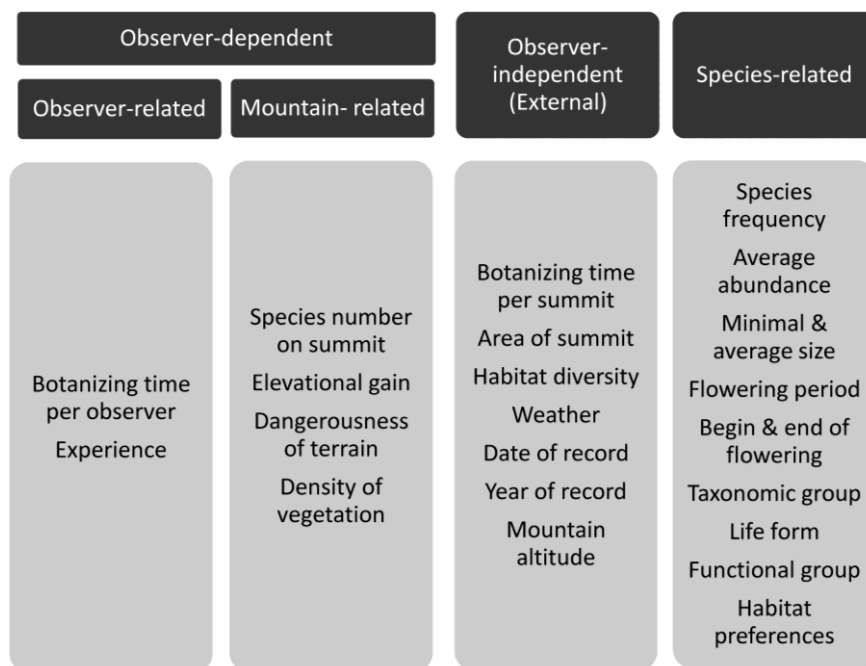 Observer-dependent
Observer-related
Mountain- related
Observer-
independent
(External)
Species-related
Botanizing time
per observer
Experience
Species number
on summit
Elevational gain
Dangerousness
of terrain
Density of
vegetation
Botanizing time
per summit
Area of summit
Habitat diversity
Weather
Date of record
Year of record
Mountain
altitude
Species
frequency
Average
abundance
Minimal &
average size
Flowering period
Begin & end of
flowering
Taxonomic group
Life form
Functional group
Habitat
preferences